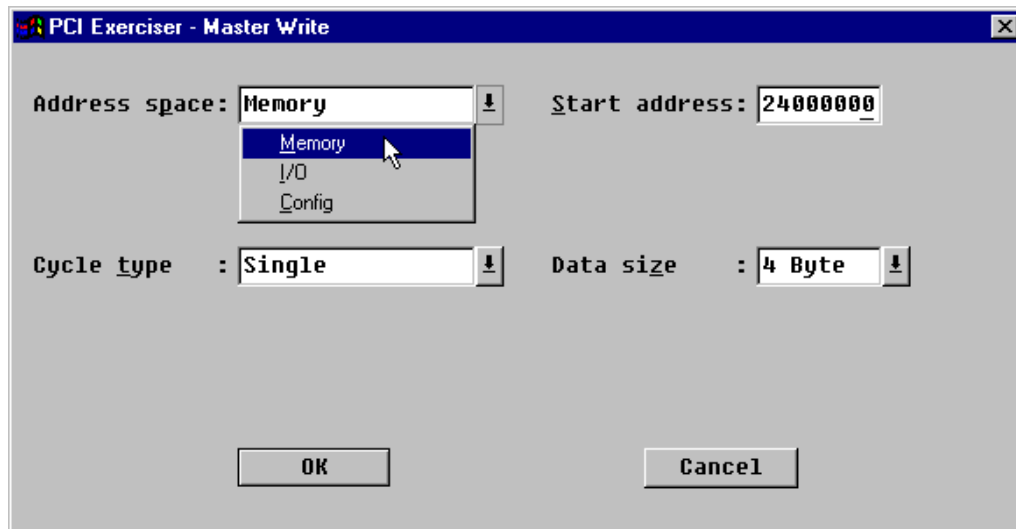 PCI Exerciser - Master Write
Address space: Memory Start address: 24000000
Memory
I/O
Config
Cycle type : Single Data size : 4 Byte
OK Cancel